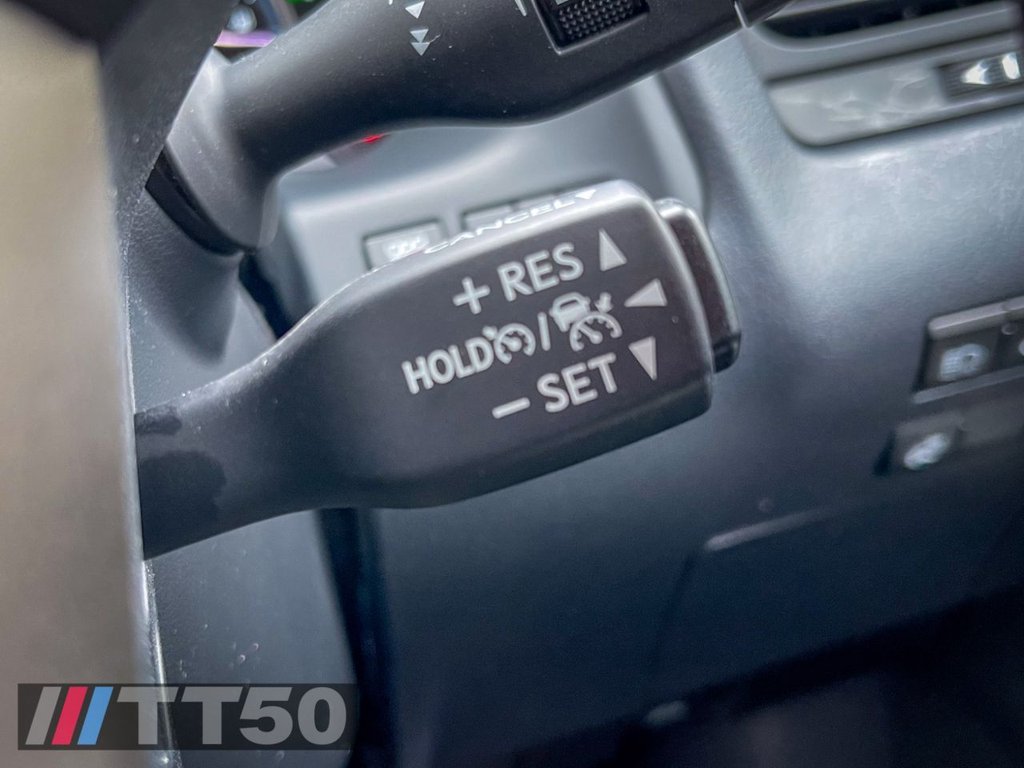 CANCEL
+ RES
HOLD /
− SET
TT50